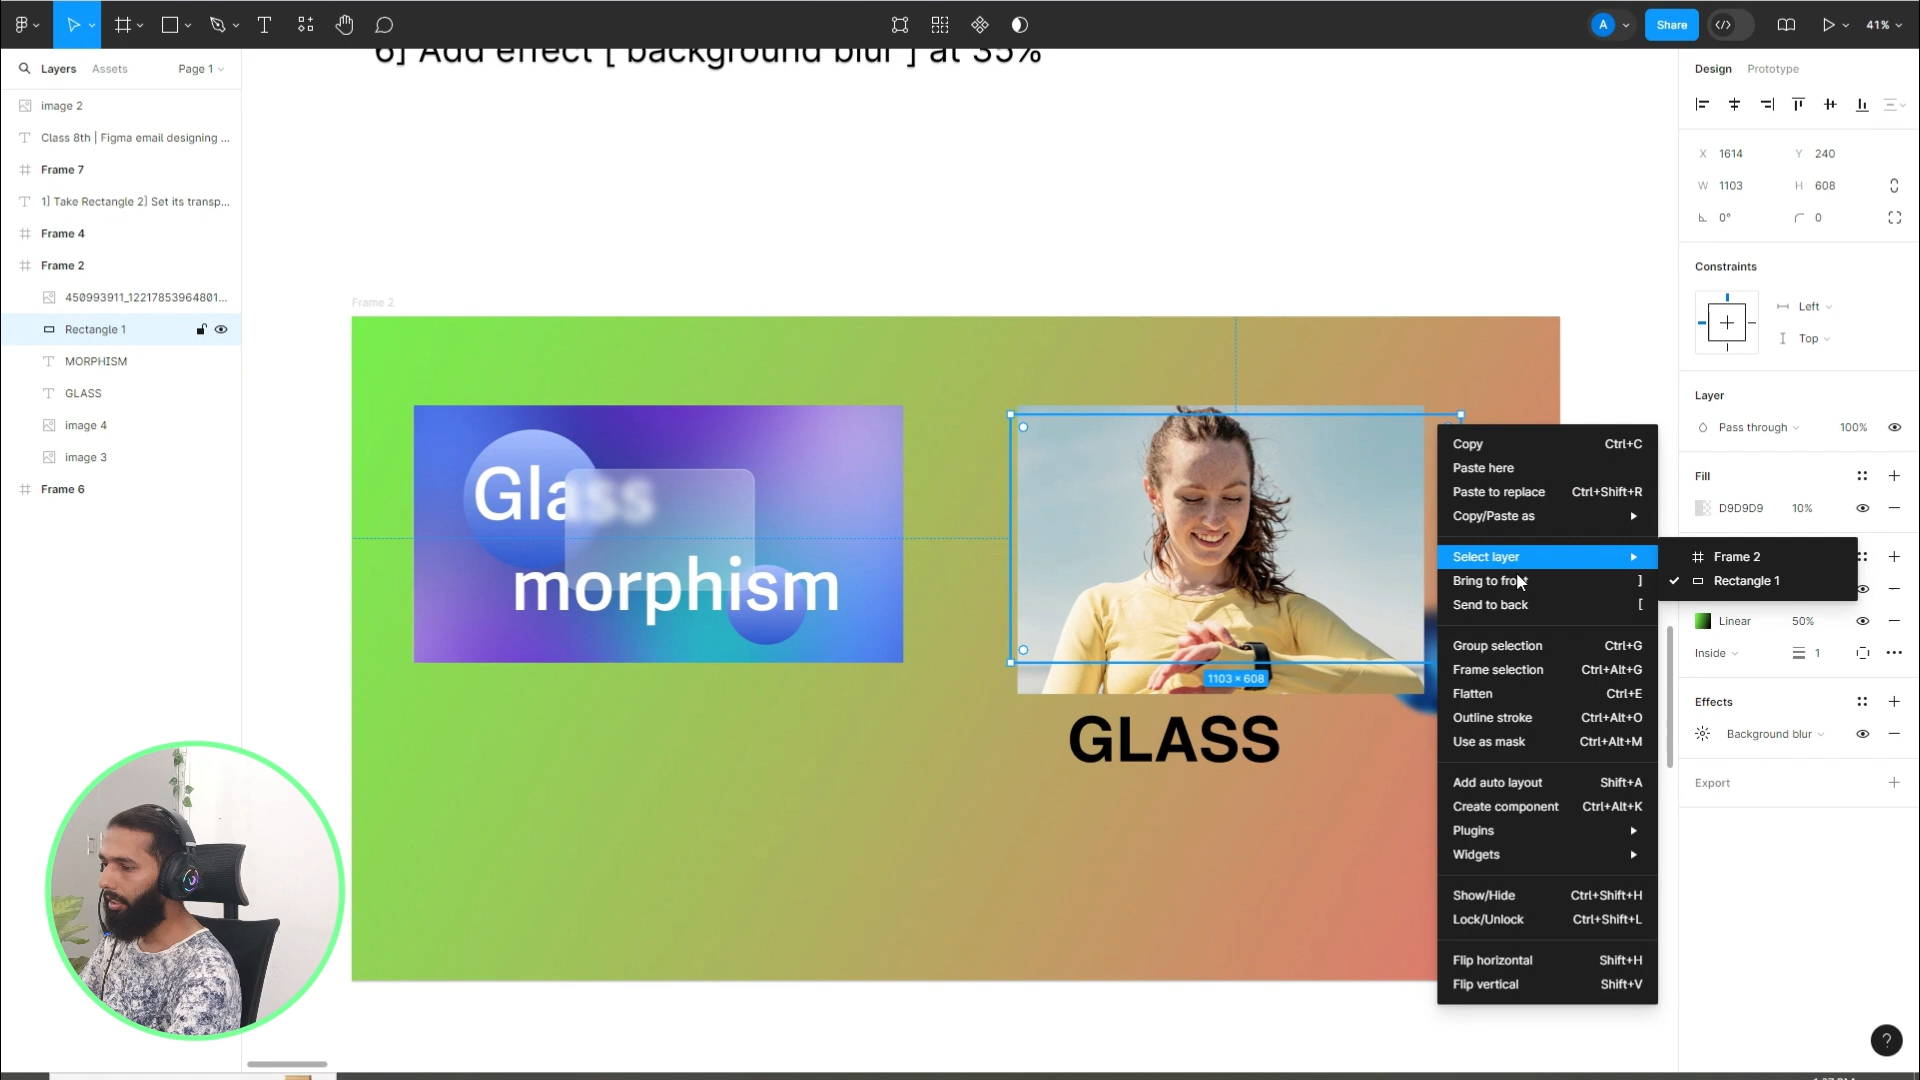 A
Share
41%
6] Add effect [ background blur ] at 35%
Layers
Assets
Page 1
image 2
Class 8th | Figma email designing ...
Frame 7
1] Take Rectangle 2] Set its transp...
Frame 4
Frame 2
450993911_12217853964801...
Rectangle 1
MORPHISM
GLASS
image 4
image 3
Frame 6
Frame 2
Glass
morphism
1103 × 608
GLASS
Copy Ctrl+C
Paste here
Paste to replace Ctrl+Shift+R
Copy/Paste as
Select layer
Bring to front ]
Send to back [
Group selection Ctrl+G
Frame selection Ctrl+Alt+G
Flatten Ctrl+E
Outline stroke Ctrl+Alt+O
Use as mask Ctrl+Alt+M
Add auto layout Shift+A
Create component Ctrl+Alt+K
Plugins
Widgets
Show/Hide Ctrl+Shift+H
Lock/Unlock Ctrl+Shift+L
Flip horizontal Shift+H
Flip vertical Shift+V
Frame 2
Rectangle 1
Design
Prototype
X 1614 Y 240
W 1103 H 608
0° 0
Constraints
Left
Top
Layer
Pass through 100%
Fill
D9D9D9 10%
Linear 50%
Inside 1
Effects
Background blur
Export
?